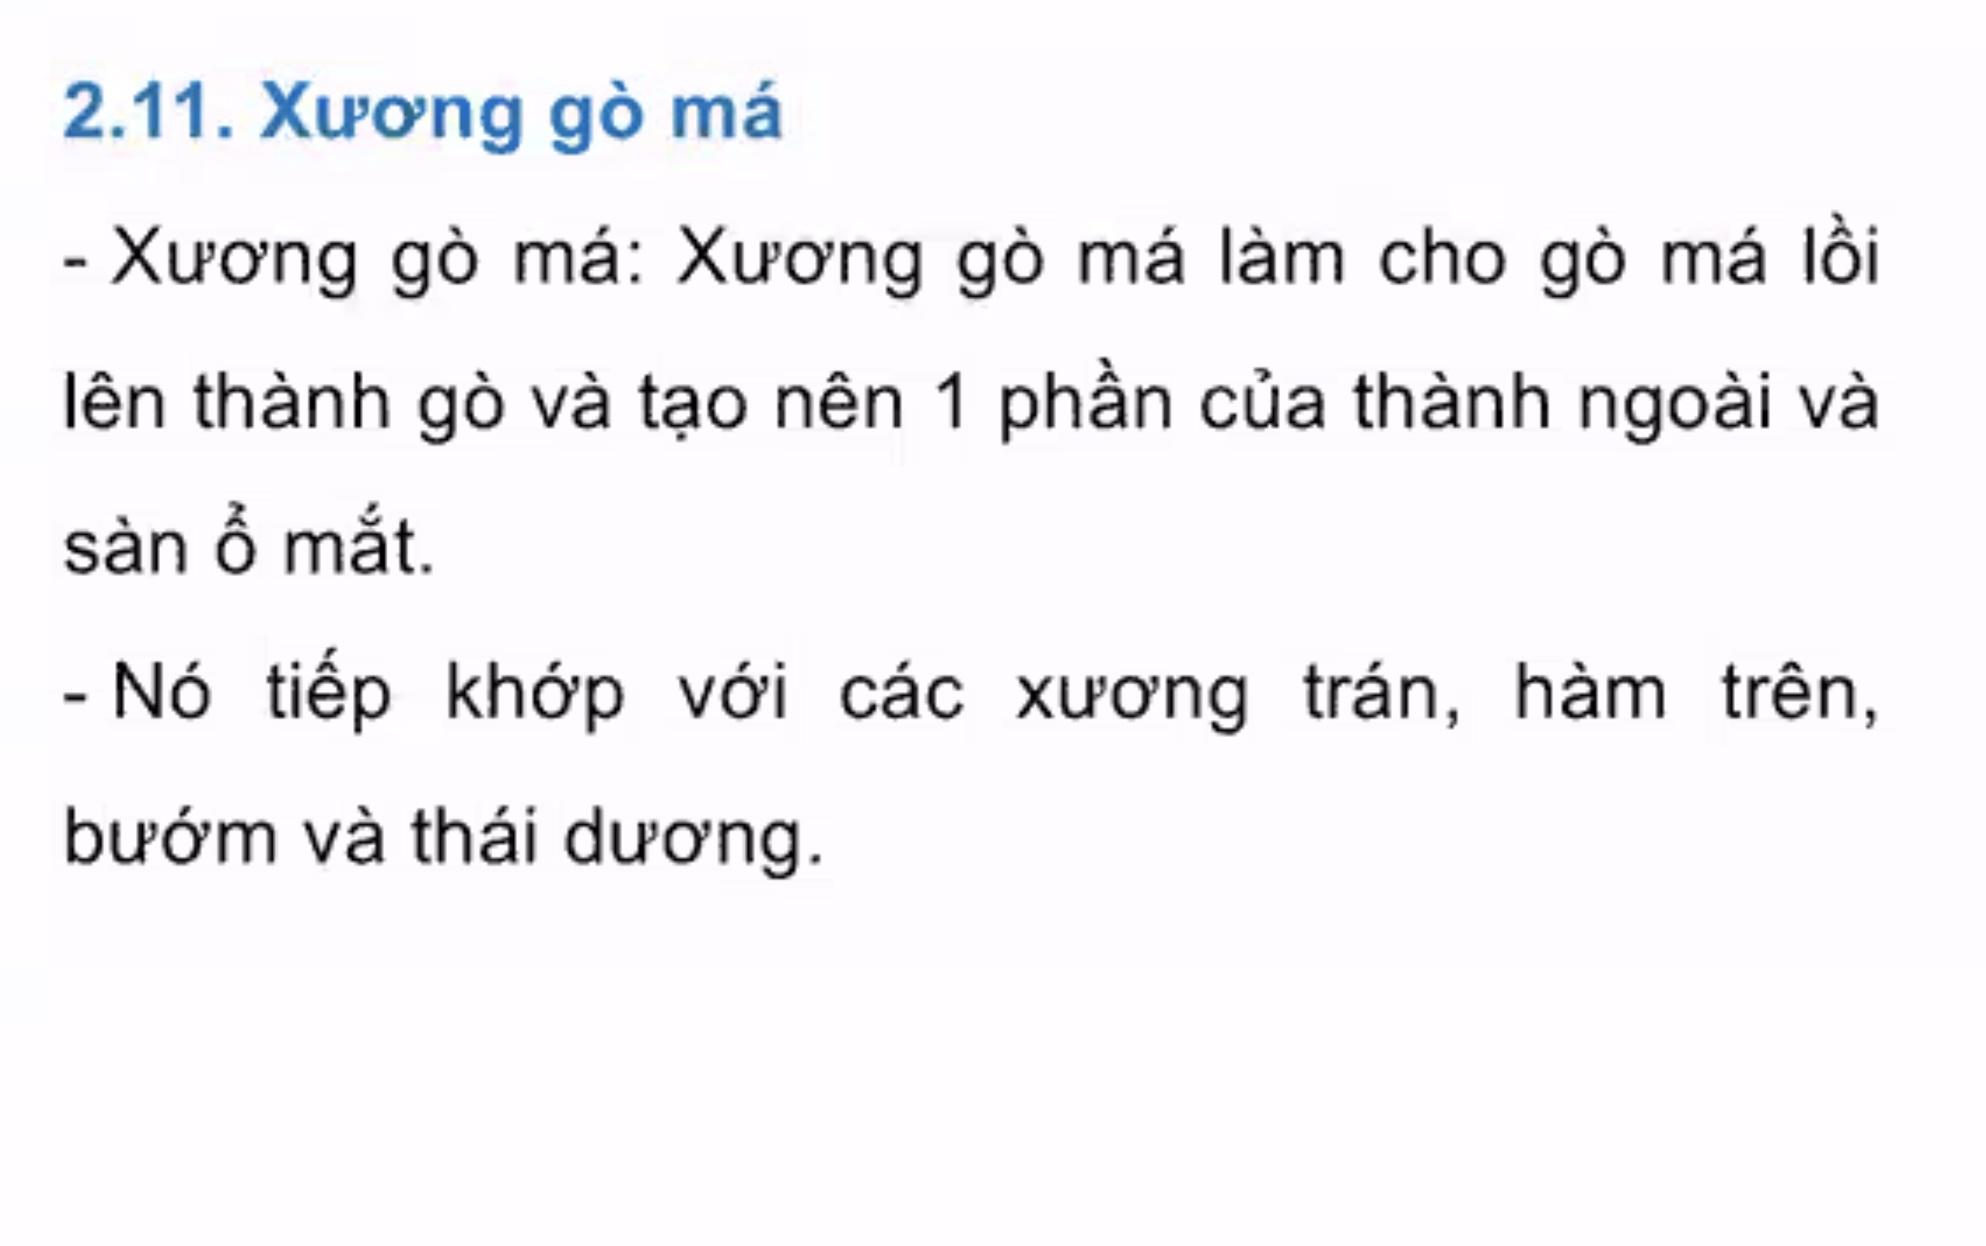 2.11. Xương gò má
- Xương gò má: Xương gò má làm cho gò má lồi
lên thành gò và tạo nên 1 phần của thành ngoài và
sàn ổ mắt.
- Nó tiếp khớp với các xương trán, hàm trên,
bướm và thái dương.